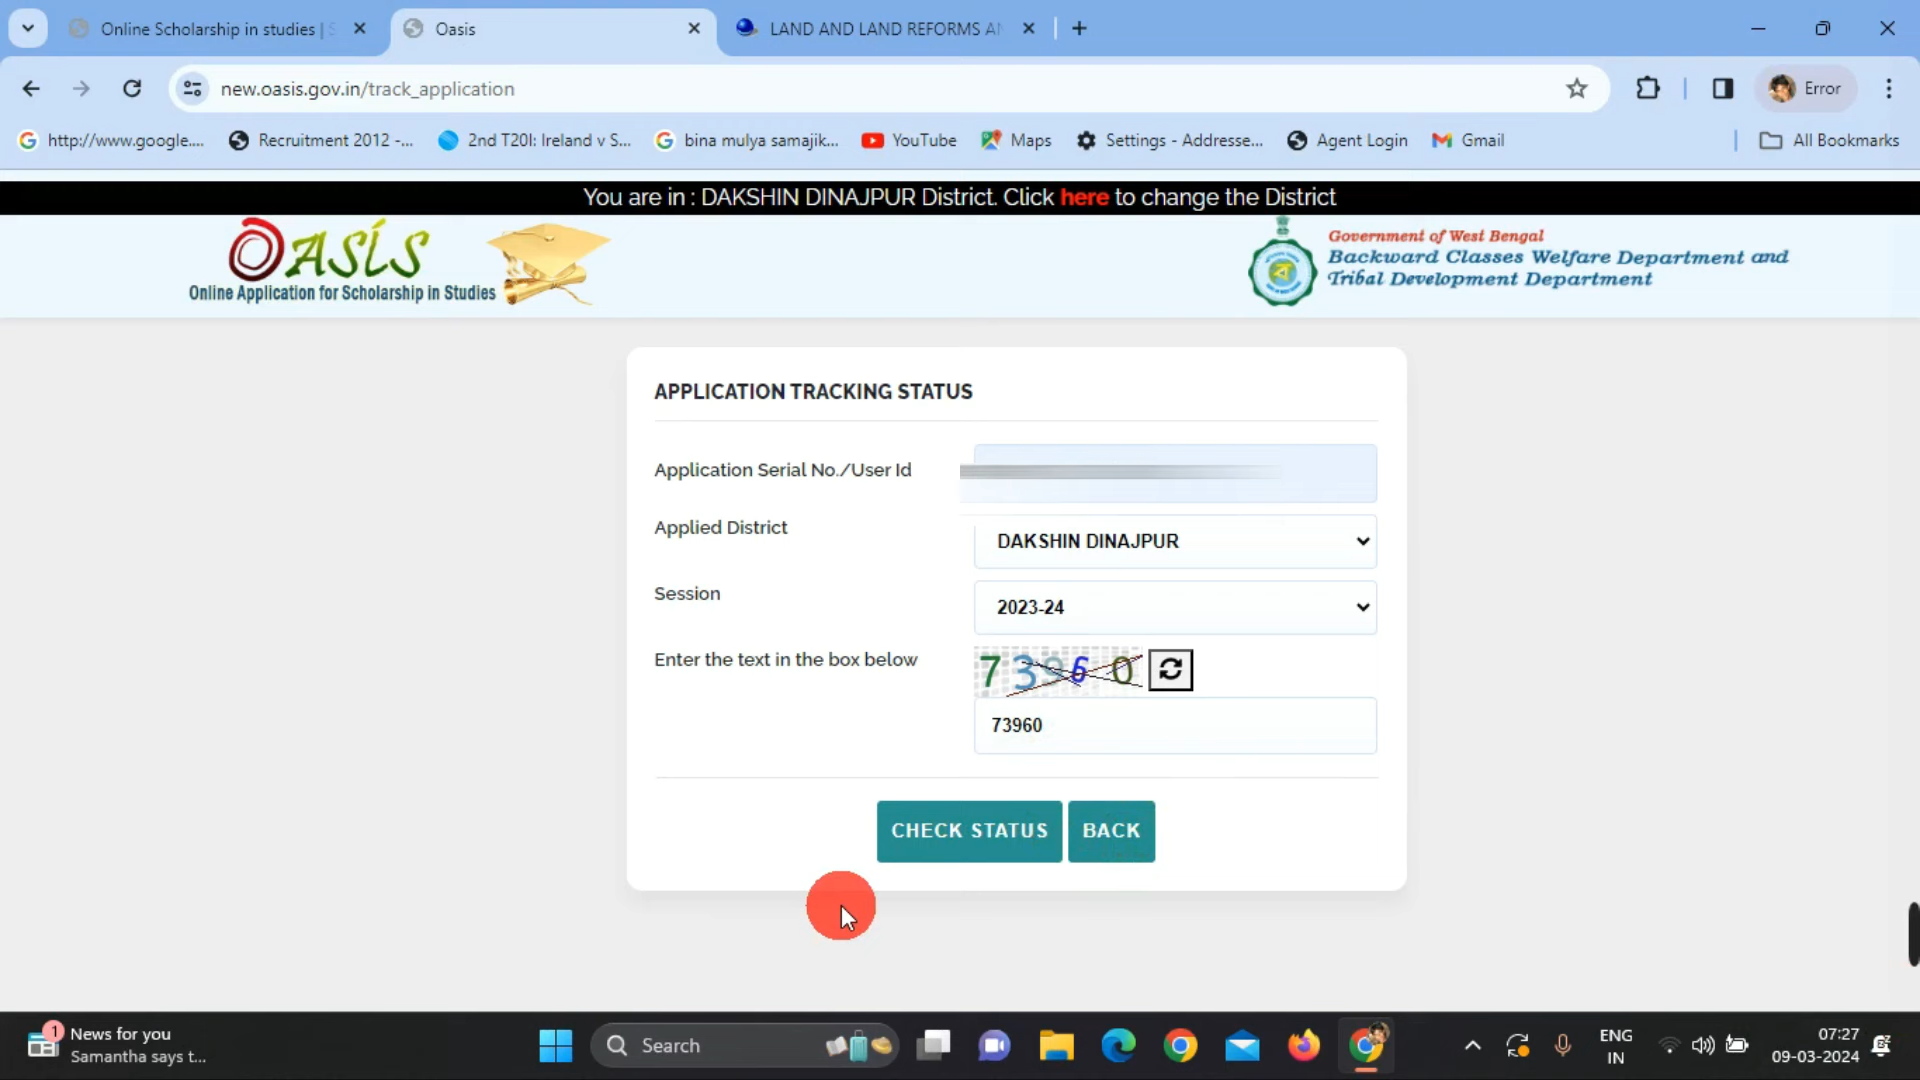 Online Scholarship in studies | S
Oasis
LAND AND LAND REFORMS AN
new.oasis.gov.in/track_application
Error
http://www.google....
Recruitment 2012 -...
2nd T20I: Ireland v S...
bina mulya samajik...
YouTube
Maps
Settings - Addresse...
Agent Login
Gmail
All Bookmarks
You are in : DAKSHIN DINAJPUR District. Click here to change the District
OASIS
Online Application for Scholarship in Studies
Government of West Bengal
Backward Classes Welfare Department and
Tribal Development Department
APPLICATION TRACKING STATUS
Application Serial No./User Id
Applied District
DAKSHIN DINAJPUR
Session
2023-24
Enter the text in the box below
73960
73960
CHECK STATUS
BACK
1
News for you
Samantha says t...
Search
ENG
IN
07:27
09-03-2024